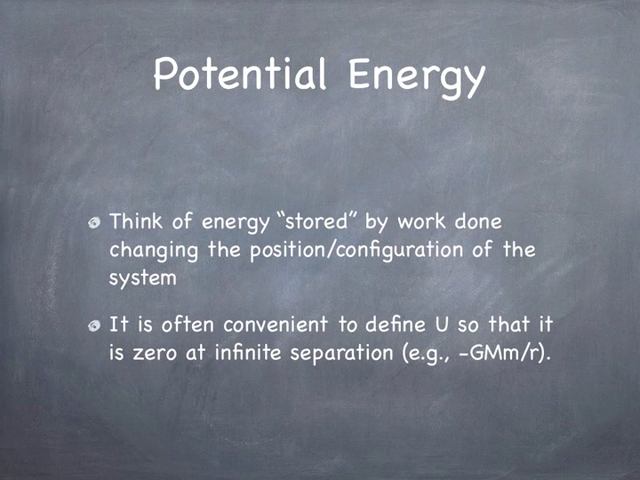 Potential Energy
Think of energy “stored” by work done
changing the position/configuration of the
system
It is often convenient to define U so that it
is zero at infinite separation (e.g., -GMm/r).